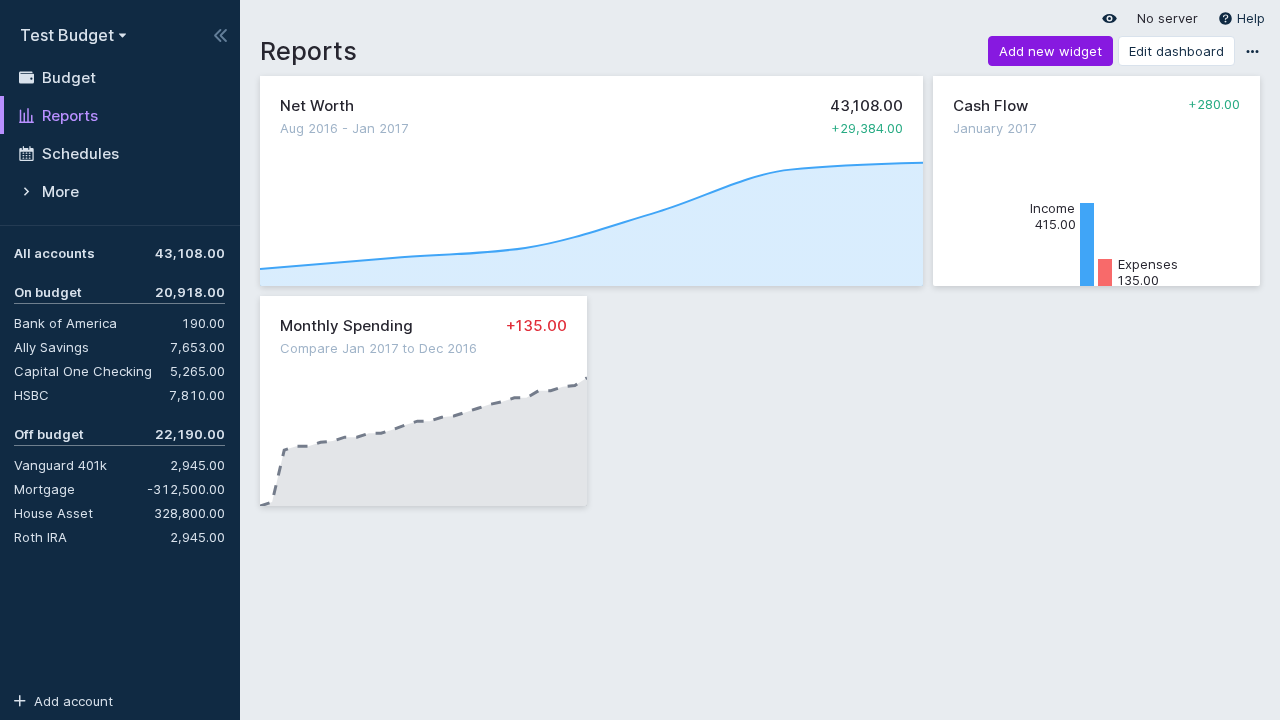 Test Budget
Budget
Reports
Schedules
More
All accounts 43,108.00
On budget 20,918.00
Bank of America 190.00
Ally Savings 7,653.00
Capital One Checking 5,265.00
HSBC 7,810.00
Off budget 22,190.00
Vanguard 401k 2,945.00
Mortgage -312,500.00
House Asset 328,800.00
Roth IRA 2,945.00
Add account
No server
Help
Reports
Add new widget
Edit dashboard
Net Worth 43,108.00
Aug 2016 - Jan 2017 +29,384.00
Cash Flow +280.00
January 2017
Income
415.00
Expenses
135.00
Monthly Spending +135.00
Compare Jan 2017 to Dec 2016